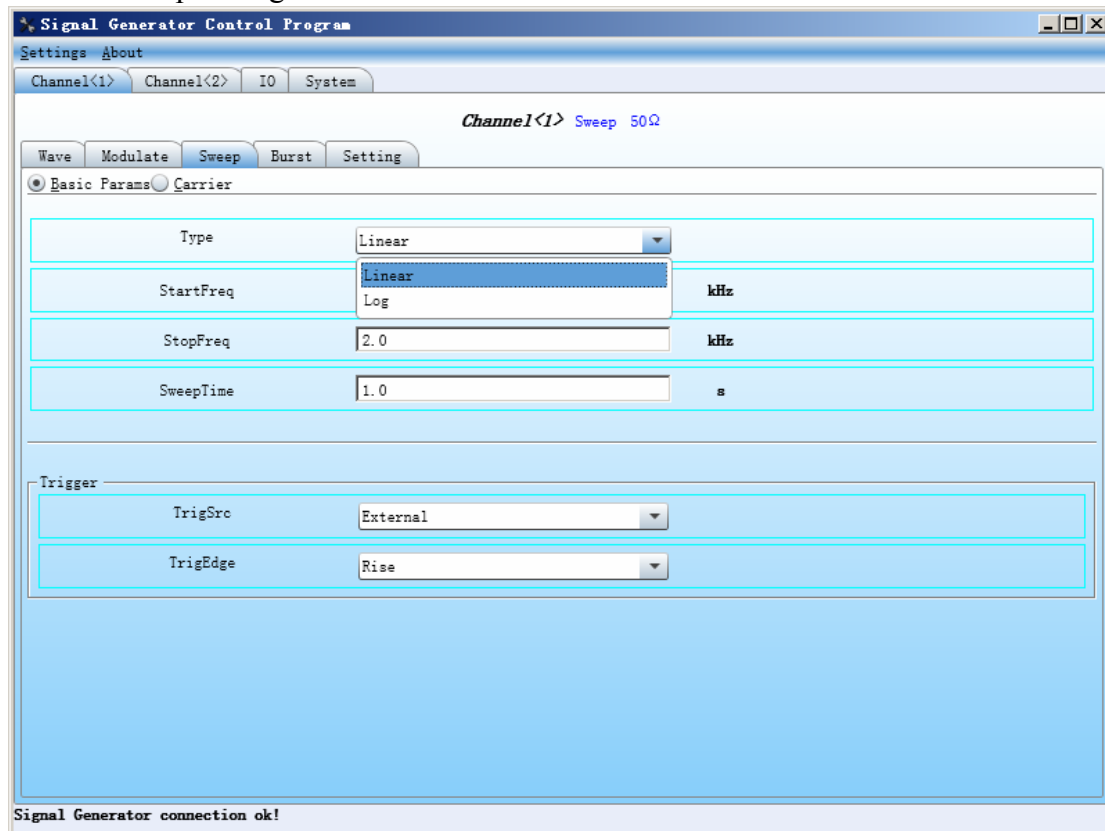 Signal Generator Control Program
Settings About
Channel<1> Channel<2> IO System
Channel<1> Sweep 50Ω
Wave Modulate Sweep Burst Setting
Basic Params Carrier
Type Linear
Linear
StartFreq kHz
Log
StopFreq 2.0 kHz
SweepTime 1.0 s
Trigger
TrigSrc External
TrigEdge Rise
Signal Generator connection ok!